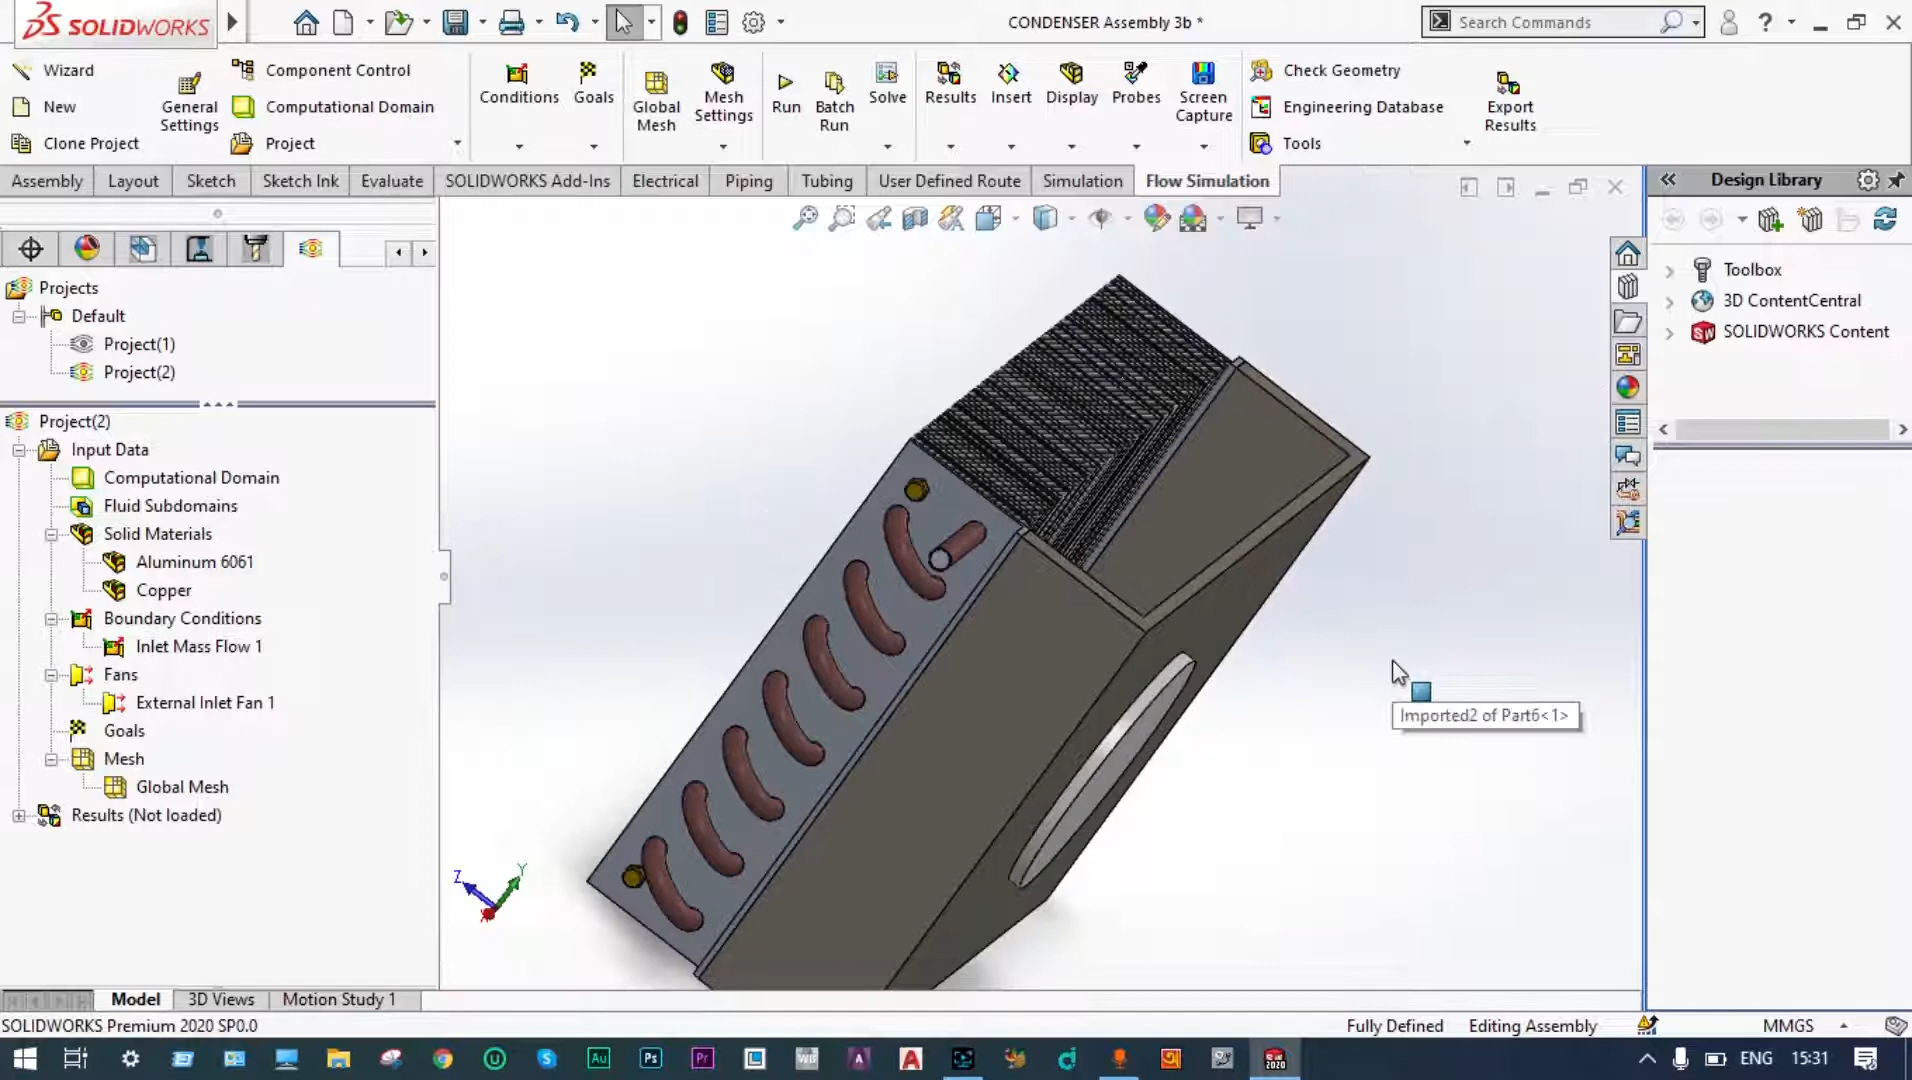 SOLIDWORKS
CONDENSER Assembly 3b *
Search Commands
Wizard
New
Clone Project
General Settings
Component Control
Computational Domain
Project
Conditions
Goals
Global Mesh
Mesh Settings
Run
Batch Run
Solve
Results
Insert
Display
Probes
Screen Capture
Check Geometry
Engineering Database
Tools
Export Results
Assembly
Layout
Sketch
Sketch Ink
Evaluate
SOLIDWORKS Add-Ins
Electrical
Piping
Tubing
User Defined Route
Simulation
Flow Simulation
Design Library
Toolbox
3D ContentCentral
SOLIDWORKS Content
Projects
Default
Project(1)
Project(2)
Project(2)
Input Data
Computational Domain
Fluid Subdomains
Solid Materials
Aluminum 6061
Copper
Boundary Conditions
Inlet Mass Flow 1
Fans
External Inlet Fan 1
Goals
Mesh
Global Mesh
Results (Not loaded)
Imported2 of Part6<1>
Z
Y
X
Model
3D Views
Motion Study 1
SOLIDWORKS Premium 2020 SP0.0
Fully Defined
Editing Assembly
MMGS
ENG
15:31